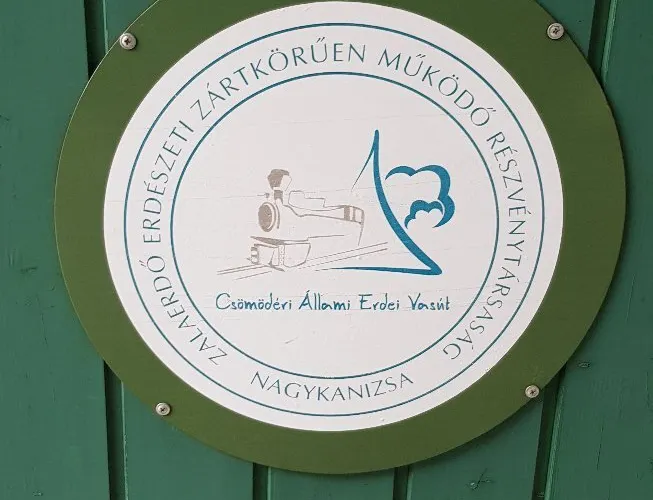 ZALAERDŐ ERDÉSZETI ZÁRTKÖRŰEN MŰKÖDŐ RÉSZVÉNYTÁRSASÁG
Csömödéri Állami Erdei Vasút
NAGYKANIZSA